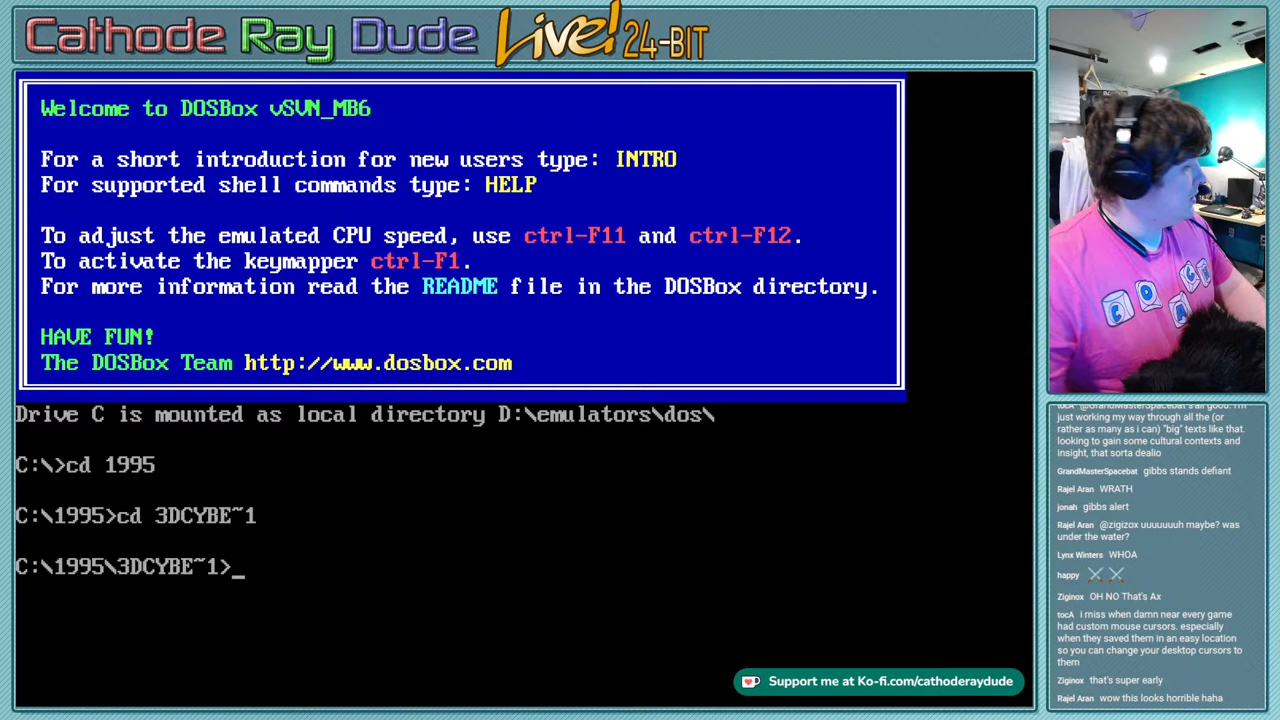 Cathode Ray Dude Live! 24-BIT
Welcome to DOSBox vSVN_MB6
For a short introduction for new users type: INTRO
For supported shell commands type: HELP
To adjust the emulated CPU speed, use ctrl-F11 and ctrl-F12.
To activate the keymapper ctrl-F1.
For more information read the README file in the DOSBox directory.
HAVE FUN!
The DOSBox Team http://www.dosbox.com
Drive C is mounted as local directory D:\emulators\dos\
C:\>cd 1995
C:\1995>cd 3DCYBE~1
C:\1995\3DCYBE~1>_
Support me at Ko-fi.com/cathoderaydude
tocA @GrandMasterSpacebat's all good. I'm
just working my way through all the (or
rather as many as i can) "big" texts like that.
looking to gain some cultural contexts and
insight, that sorta dealio
GrandMasterSpacebat gibbs stands defiant
Rajel Aran WRATH
jonah gibbs alert
Rajel Aran @zigizox uuuuuuuh maybe? was
under the water?
Lynx Winters WHOA
happy ⚔ ⚔
Ziginox OH NO That's Ax
tocA i miss when damn near every game
had custom mouse cursors. especially
when they saved them in an easy location
so you can change your desktop cursors to
them
Ziginox that's super early
Rajel Aran wow this looks horrible haha